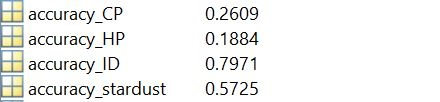 accuracy_CP 0.2609
accuracy_HP 0.1884
accuracy_ID 0.7971
accuracy_stardust 0.5725